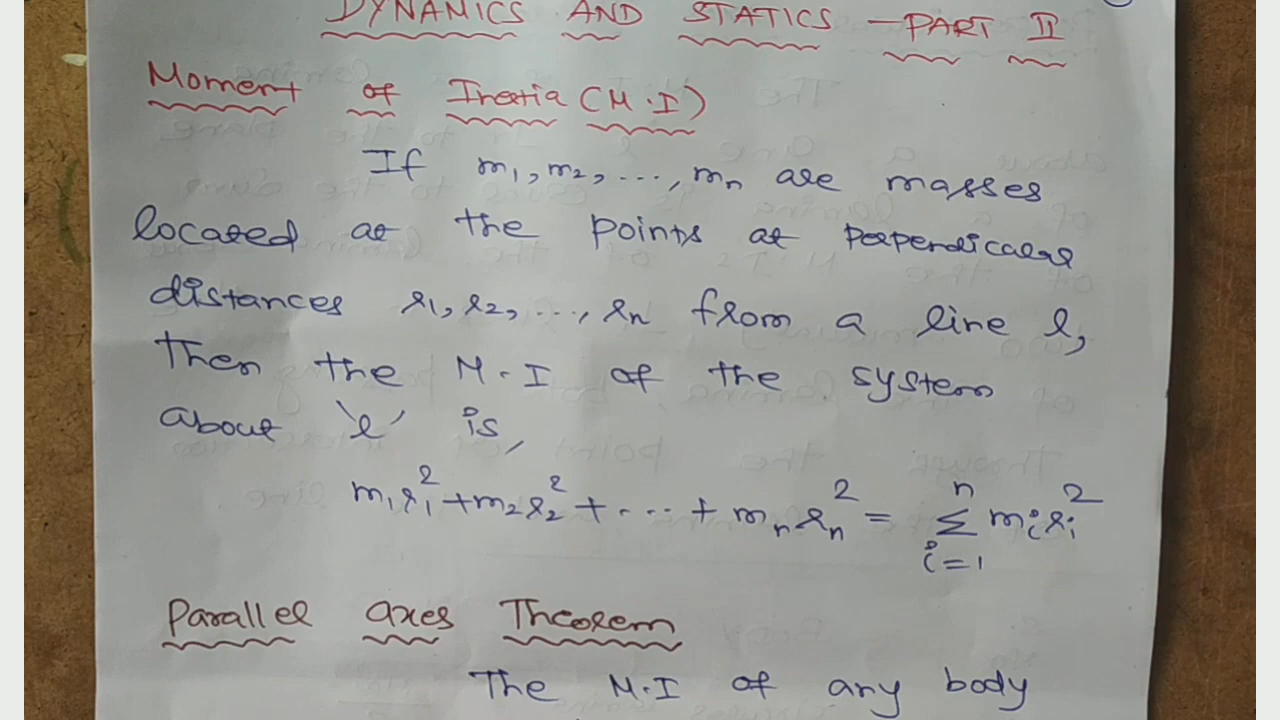 DYNAMICS AND STATICS - PART II
Moment of Inertia (M.I)
If m₁, m₂, ..., mₙ are masses
located at the points at perpendicular
distances r₁, r₂, ..., rₙ from a line l,
then the M.I of the system
about 'l' is,
m₁r₁² + m₂r₂² + ... + mₙrₙ² = Σᵢ₌₁ⁿ mᵢrᵢ²
Parallel axes Theorem
The M.I of any body